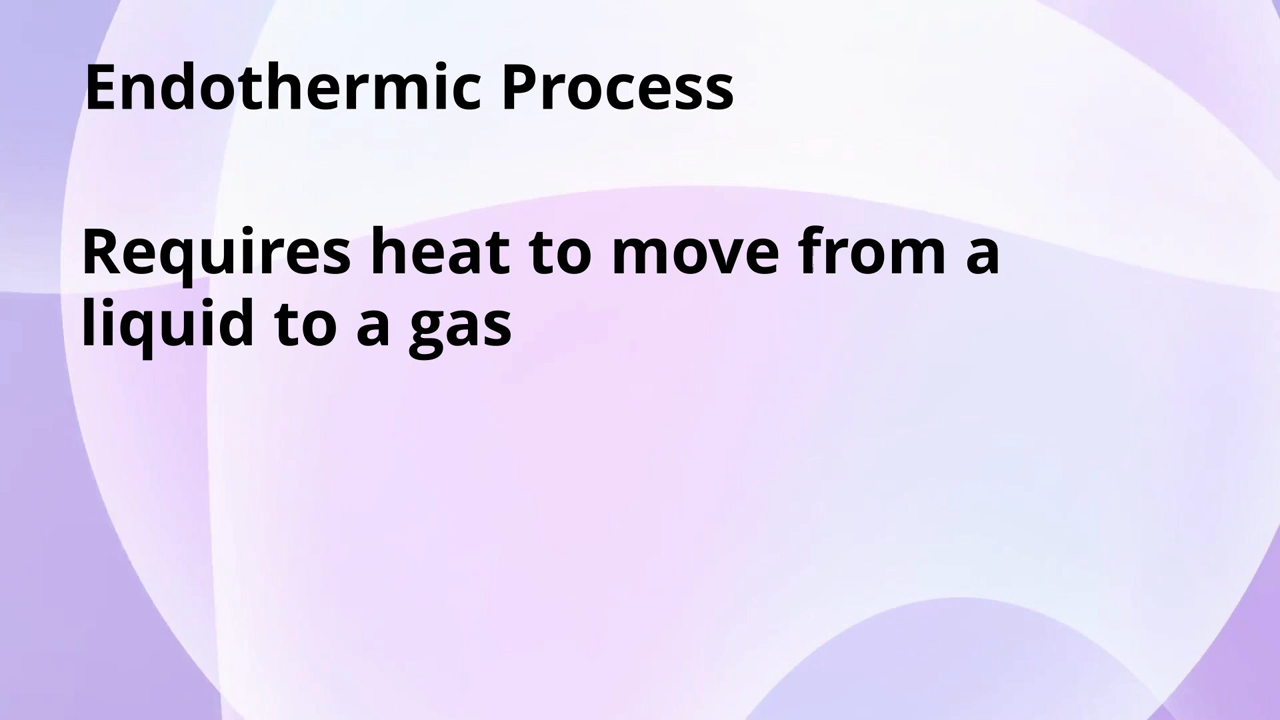 Endothermic Process
Requires heat to move from a
liquid to a gas